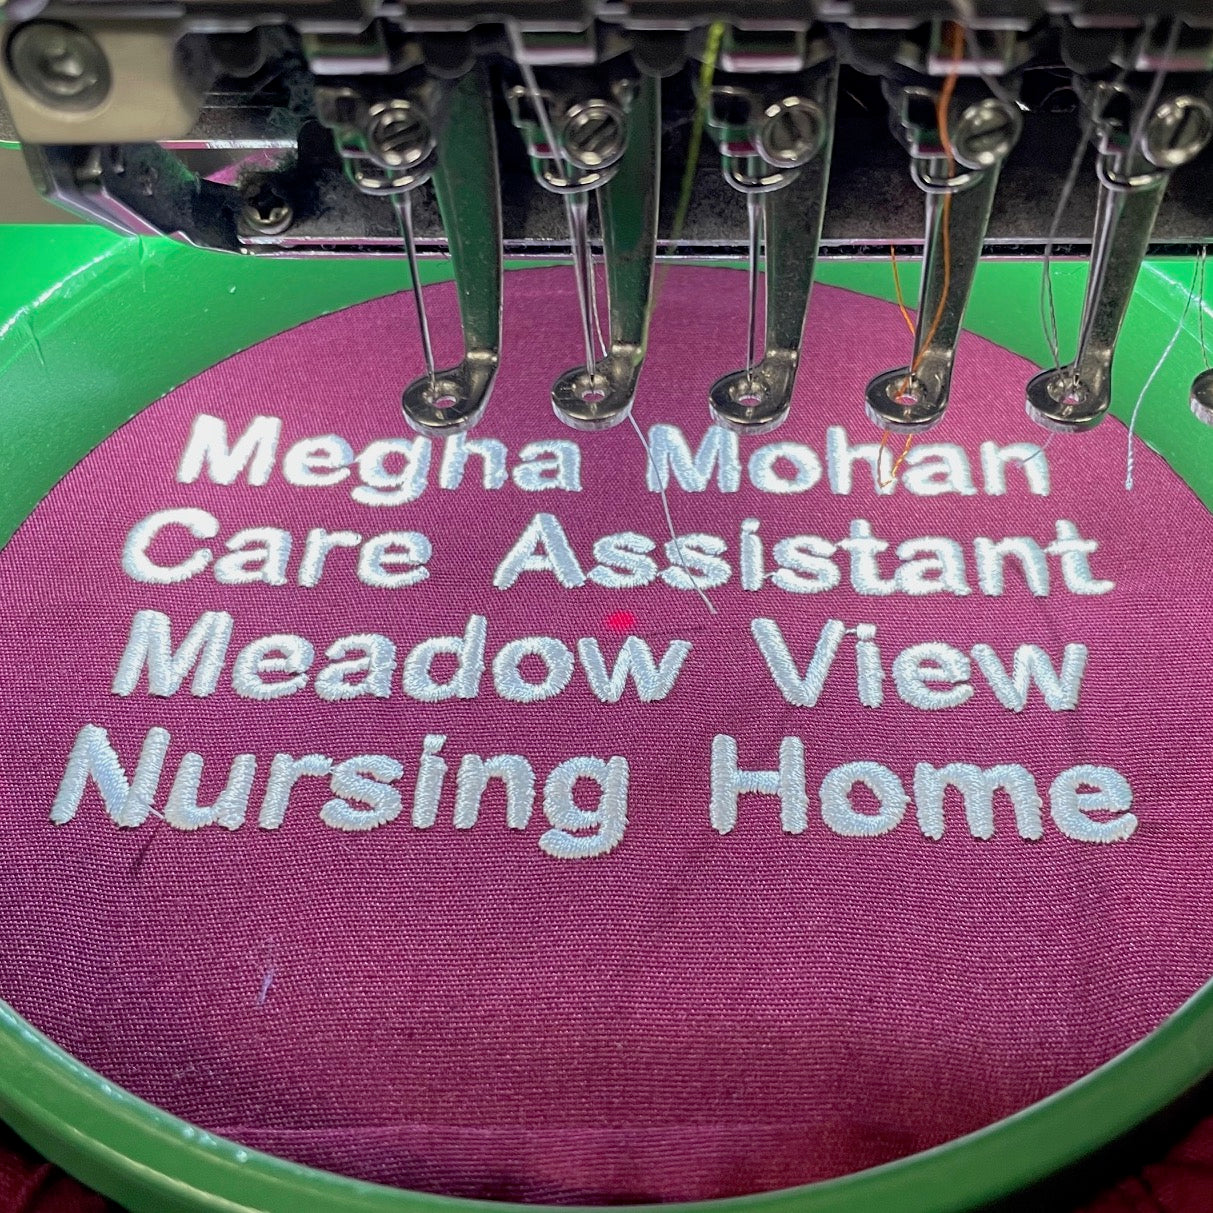 Megha Mohan
Care Assistant
Meadow View
Nursing Home